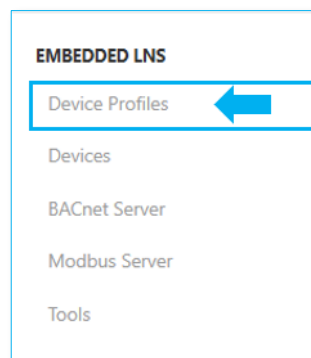 EMBEDDED LNS
Device Profiles
Devices
BACnet Server
Modbus Server
Tools